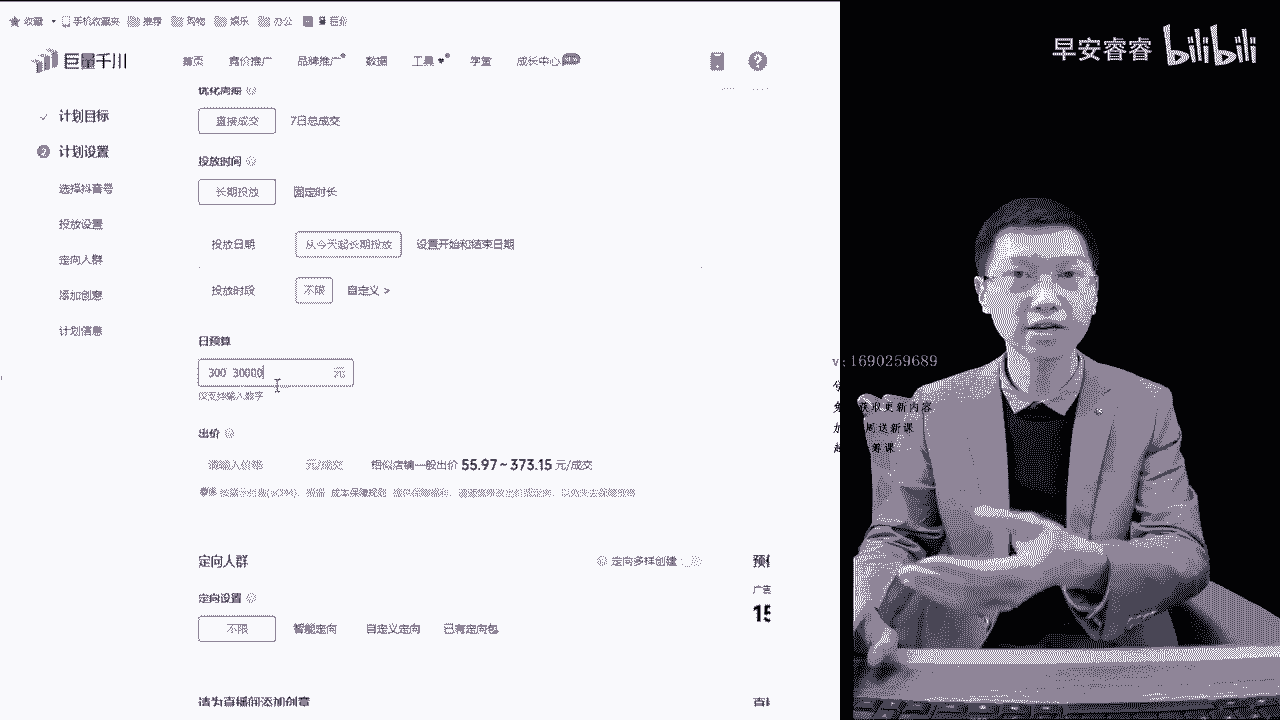 收藏 手机收藏夹 推荐 购物 娱乐 办公 巨量
巨量千川 首页 竞价推广 品牌推广 数据 工具 学堂 成长中心
早安睿睿 bilibili
计划目标
2 计划设置
选择抖音号
投放设置
定向人群
添加创意
计划信息
优化周期
直接成交 7日总成交
投放时间
长期投放 固定时长
投放日期 从今天起长期投放 设置开始和结束日期
投放时段 不限 自定义 >
日预算
300 30000 元
仅支持输入数字
出价
请输入价格 元/成交 相似店铺一般出价 55.97~373.15 元/成交
定向人群 定向多样创建 预估
广告
15
定向设置
不限 智能定向 自定义定向 已有定向包
请为直播间添加创意
v:1690259689
获取更新内容
周送新课
筹课